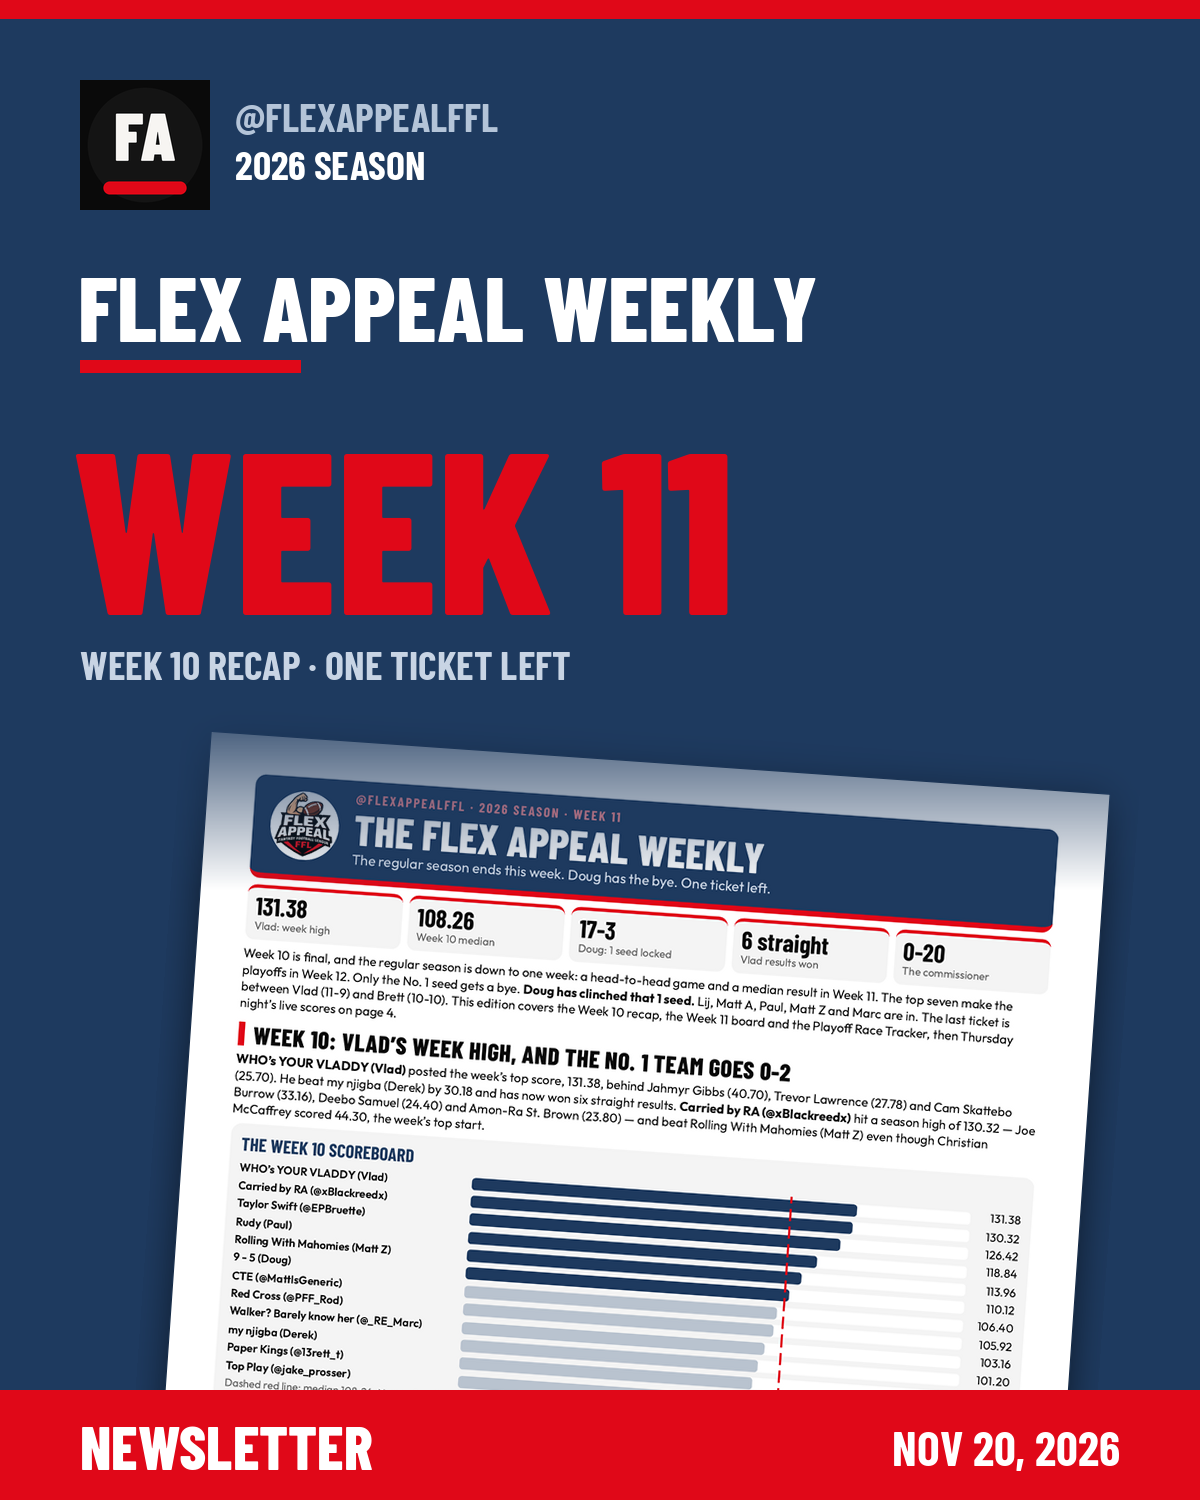 FA
@FLEXAPPEALFFL
2026 SEASON
FLEX APPEAL WEEKLY
WEEK 11
WEEK 10 RECAP · ONE TICKET LEFT
FLEX
APPEAL
FFL
@FLEXAPPEALFFL · 2026 SEASON · WEEK 11
THE FLEX APPEAL WEEKLY
The regular season ends this week. Doug has the bye. One ticket left.
131.38
Vlad: week high
108.26
Week 10 median
17-3
Doug: 1 seed locked
6 straight
Vlad results won
0-20
The commissioner
Week 10 is final, and the regular season is down to one week: a head-to-head game and a median result in Week 11. The top seven make the
playoffs in Week 12. Only the No. 1 seed gets a bye. Doug has clinched that 1 seed. Lij, Matt A, Paul, Matt Z and Marc are in. The last ticket is
between Vlad (11-9) and Brett (10-10). This edition covers the Week 10 recap, the Week 11 board and the Playoff Race Tracker, then Thursday
night's live scores on page 4.
WEEK 10: VLAD'S WEEK HIGH, AND THE NO. 1 TEAM GOES 0-2
WHO's YOUR VLADDY (Vlad) posted the week's top score, 131.38, behind Jahmyr Gibbs (40.70), Trevor Lawrence (27.78) and Cam Skattebo
(25.70). He beat my njigba (Derek) by 30.18 and has now won six straight results. Carried by RA (@xBlackreedx) hit a season high of 130.32 — Joe
Burrow (33.16), Deebo Samuel (24.40) and Amon-Ra St. Brown (23.80) — and beat Rolling With Mahomies (Matt Z) even though Christian
McCaffrey scored 44.30, the week's top start.
THE WEEK 10 SCOREBOARD
WHO's YOUR VLADDY (Vlad)
131.38
Carried by RA (@xBlackreedx)
130.32
Taylor Swift (@EPBruette)
126.42
Rudy (Paul)
118.84
Rolling With Mahomies (Matt Z)
113.96
9 - 5 (Doug)
110.12
CTE (@MattIsGeneric)
106.40
Red Cross (@PFF_Rod)
105.92
Walker? Barely know her (@_RE_Marc)
103.16
my njigba (Derek)
101.20
Paper Kings (@13rett_t)
Top Play (@jake_prosser)
Dashed red line: median
NEWSLETTER
NOV 20, 2026